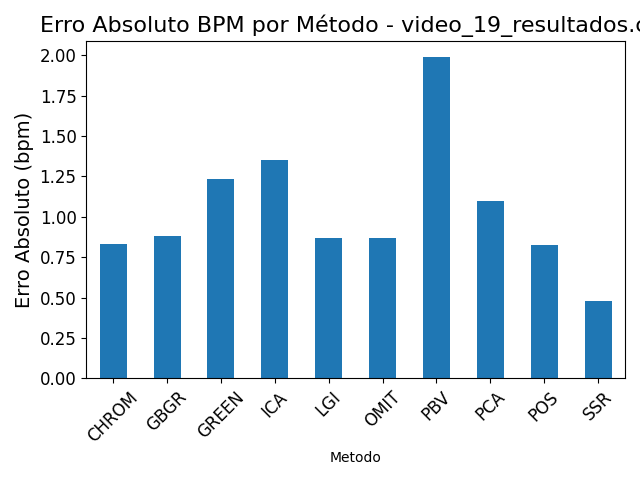 Erro Absoluto BPM por Método - video_19_resultados.c
2.00
1.75
1.50
1.25
1.00
0.75
0.50
0.25
0.00
Erro Absoluto (bpm)
CHROM
GBGR
GREEN
ICA
LGI
OMIT
PBV
PCA
POS
SSR
Metodo